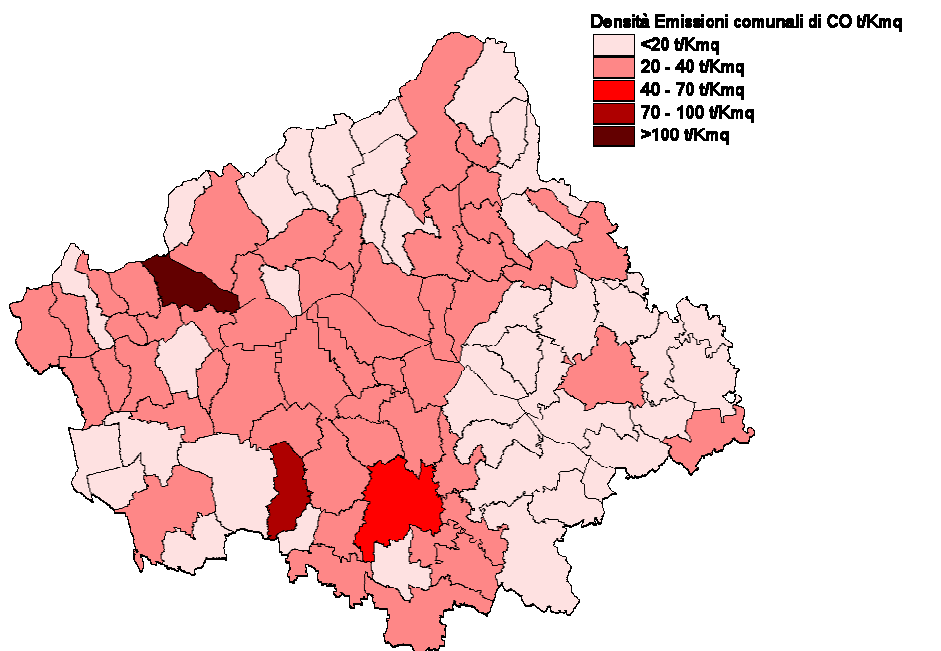 Densità Emissioni comunali di CO t/Kmq
<20 t/Kmq
20 - 40 t/Kmq
40 - 70 t/Kmq
70 - 100 t/Kmq
>100 t/Kmq